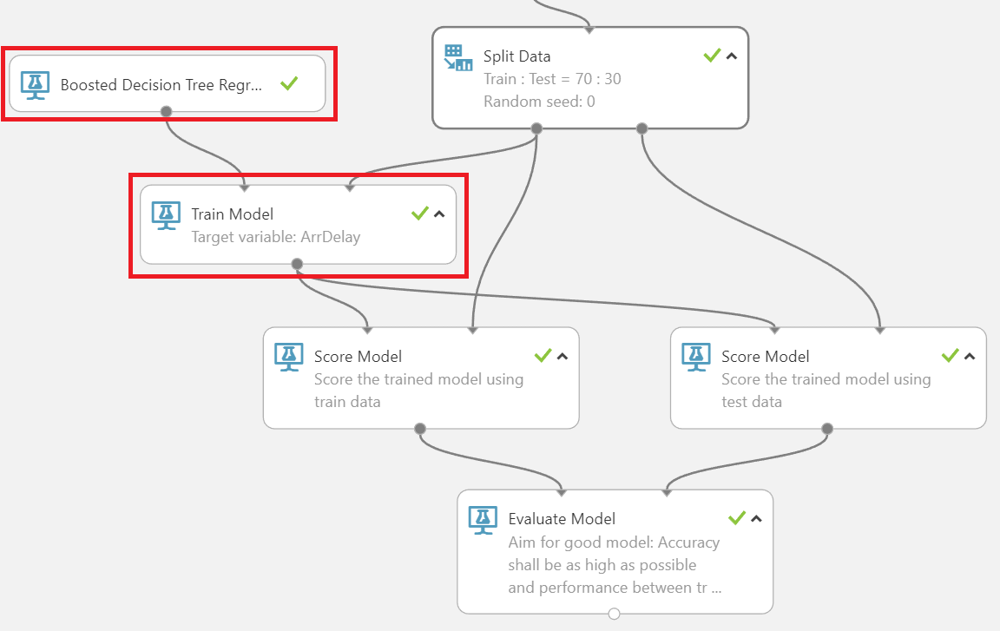 Split Data
Train : Test = 70 : 30
Random seed: 0
Boosted Decision Tree Regr...
Train Model
Target variable: ArrDelay
Score Model
Score the trained model using
train data
Score Model
Score the trained model using
test data
Evaluate Model
Aim for good model: Accuracy
shall be as high as possible
and performance between tr ...